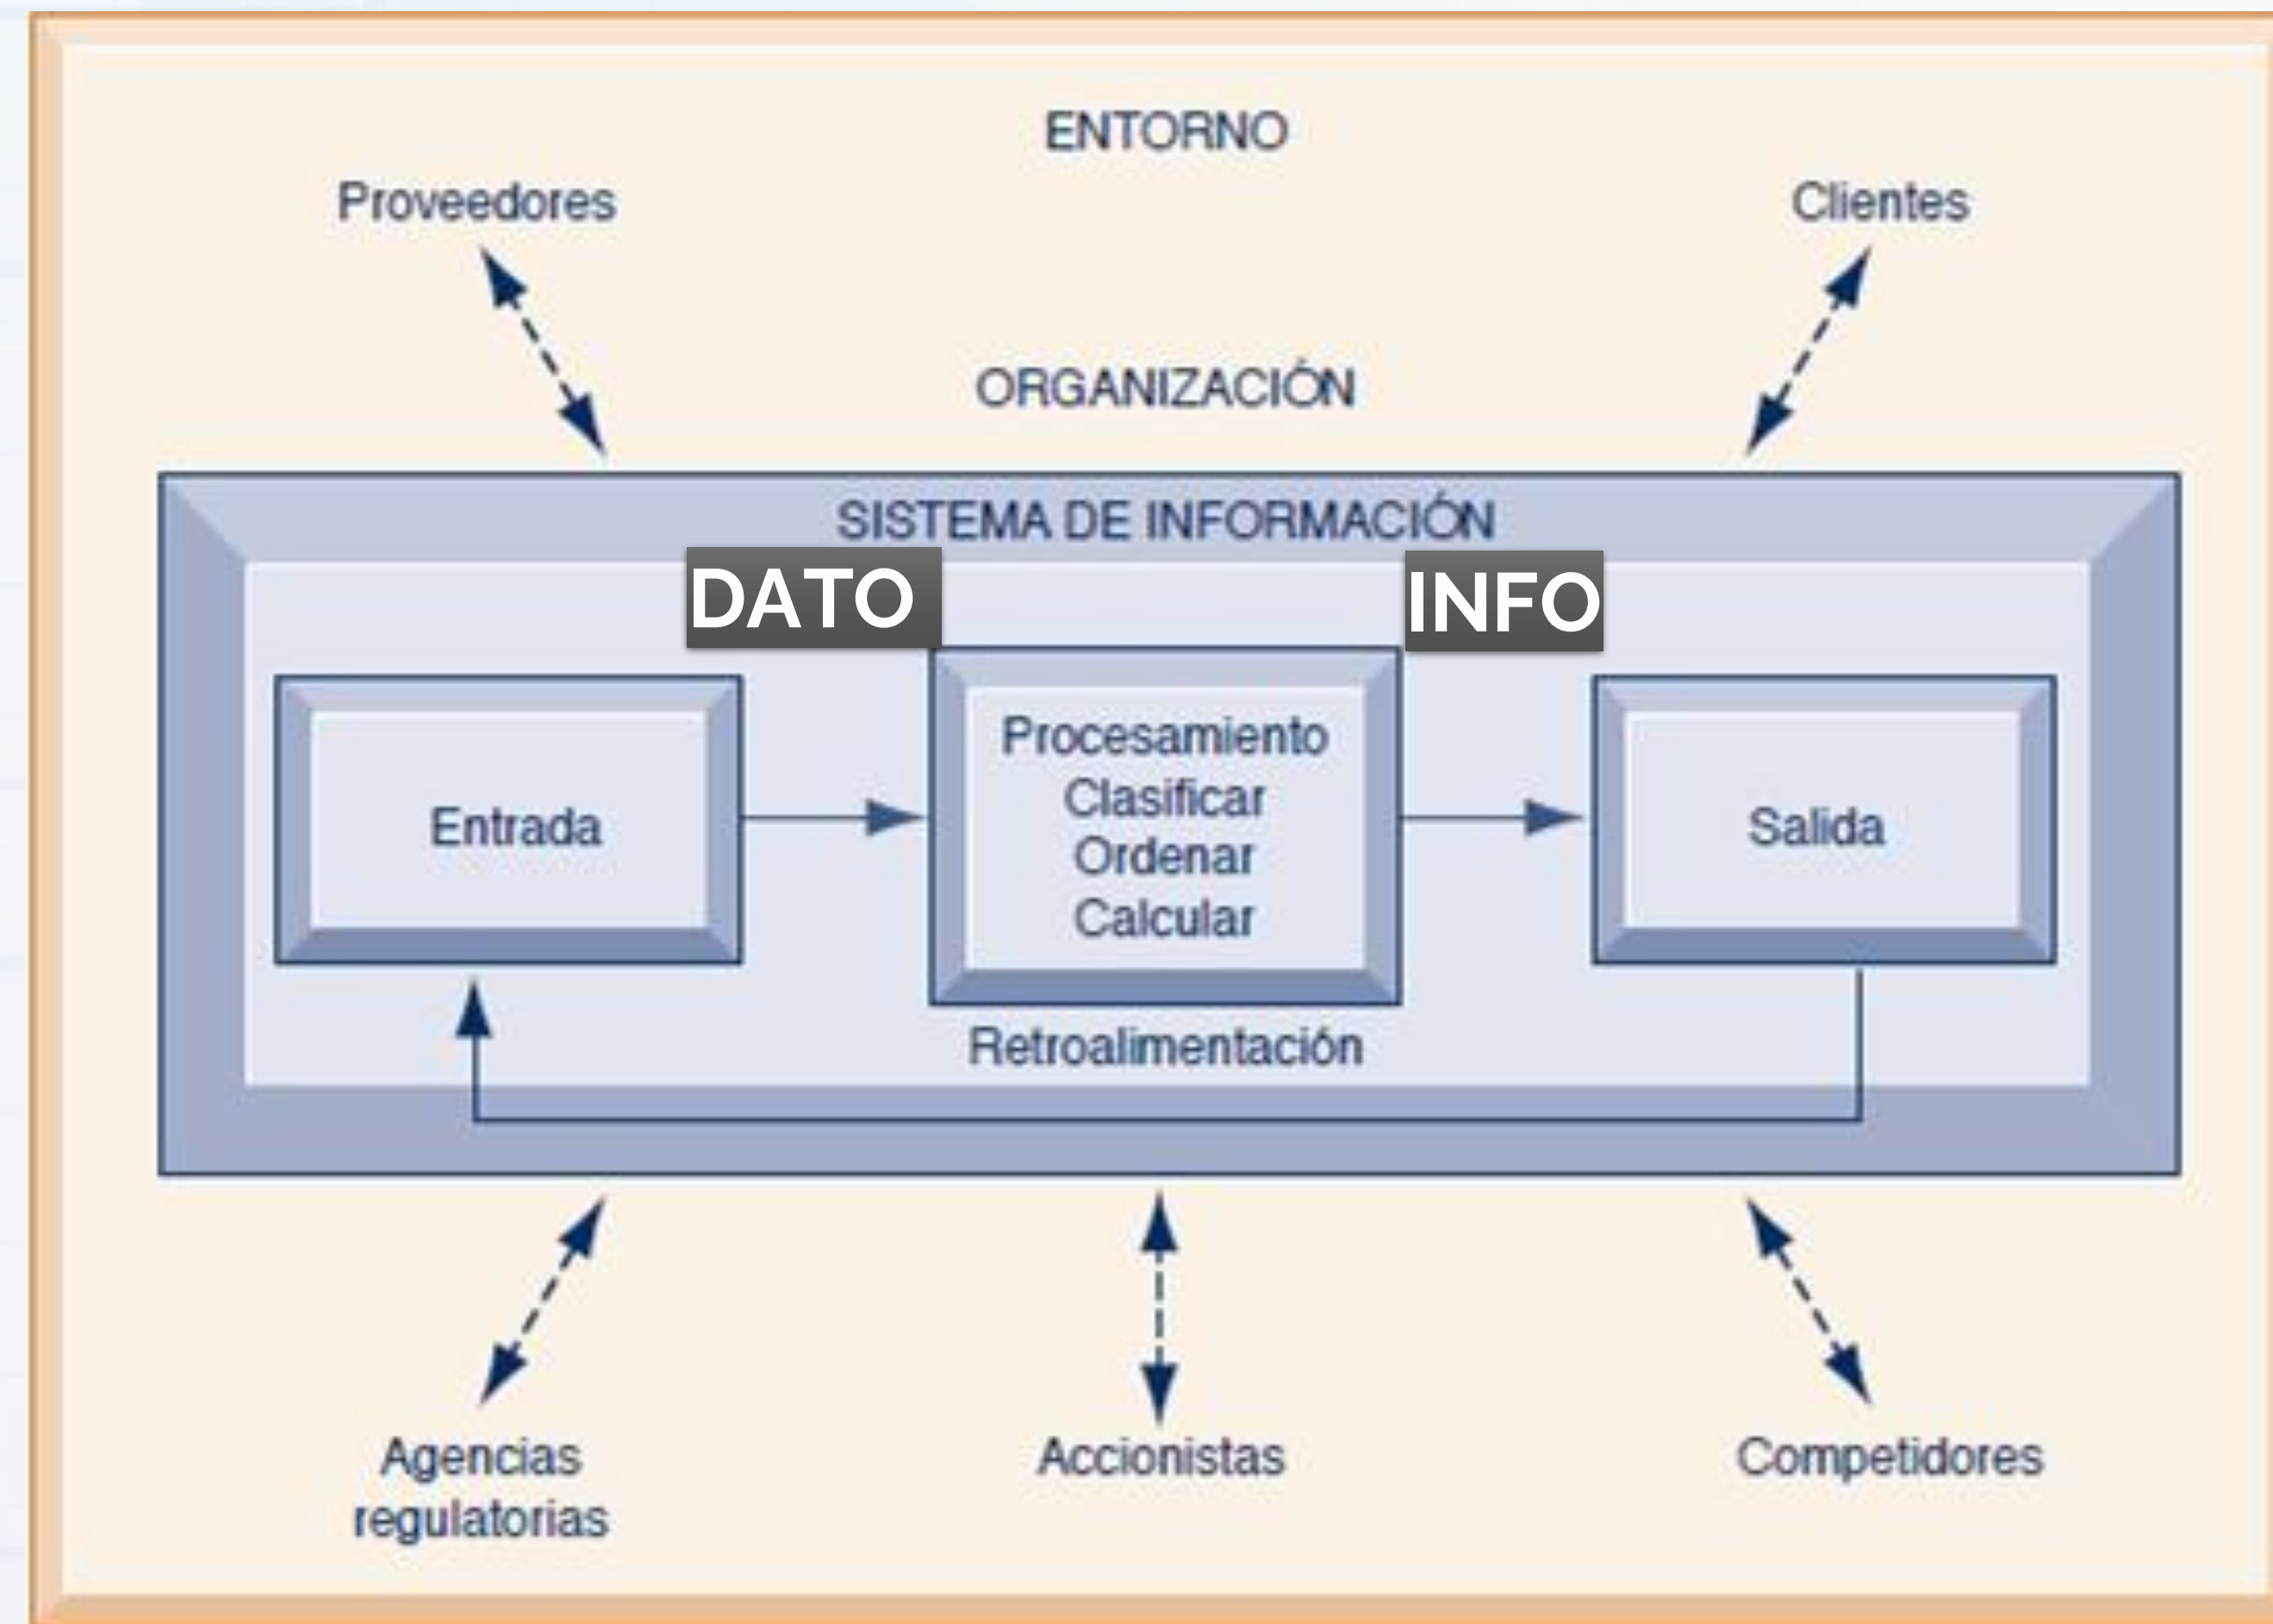 ENTORNO
Proveedores
Clientes
ORGANIZACIÓN
SISTEMA DE INFORMACIÓN
DATO
INFO
Entrada
Procesamiento
Clasificar
Ordenar
Calcular
Salida
Retroalimentación
Agencias
regulatorias
Accionistas
Competidores